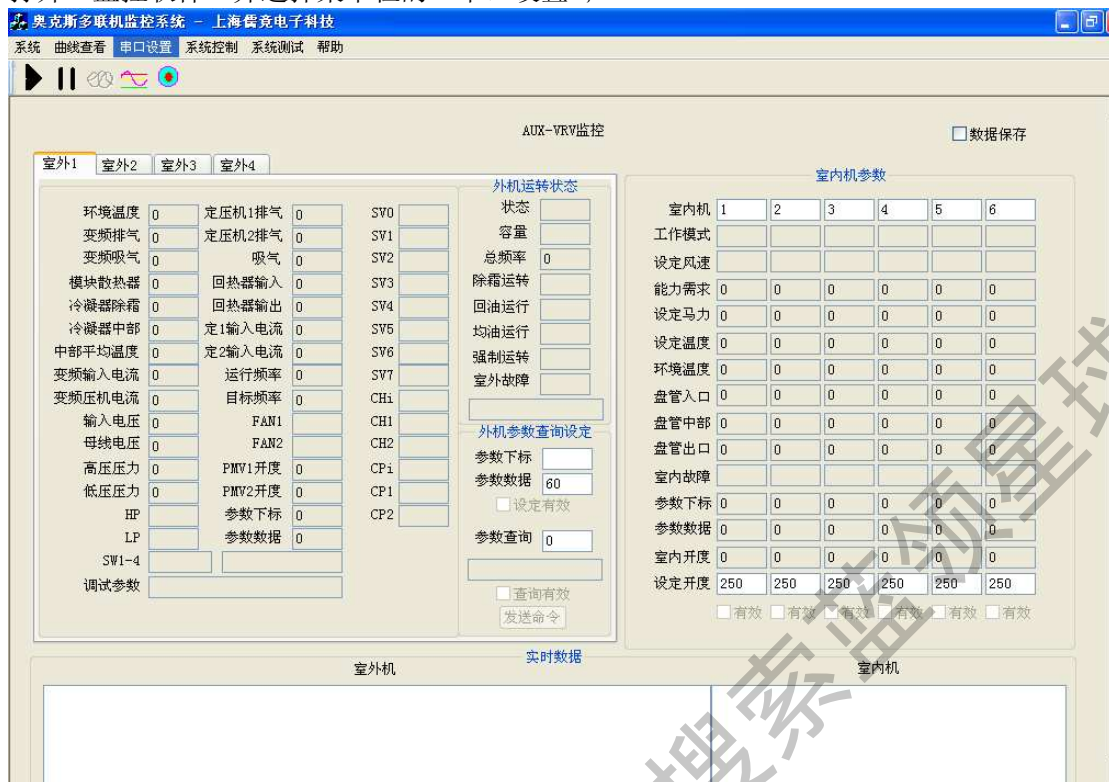 奥克斯多联机监控系统 - 上海儒竞电子科技
系统 曲线查看 串口设置 系统控制 系统测试 帮助
AUX-VRV监控
数据保存
室外1 室外2 室外3 室外4
环境温度 0 定压机1排气 0 SV0
变频排气 0 定压机2排气 0 SV1
变频吸气 0 吸气 0 SV2
模块散热器 0 回热器输入 0 SV3
冷凝器除霜 0 回热器输出 0 SV4
冷凝器中部 0 定1输入电流 0 SV5
中部平均温度 0 定2输入电流 0 SV6
变频输入电流 0 运行频率 0 SV7
变频压机电流 0 目标频率 0 CHi
输入电压 0 FAN1 CH1
母线电压 0 FAN2 CH2
高压压力 0 PMV1开度 0 CPi
低压压力 0 PMV2开度 0 CP1
HP 参数下标 0 CP2
LP 参数数据 0
SW1-4
调试参数
外机运转状态
状态
容量
总频率 0
除霜运转
回油运行
均油运行
强制运转
室外故障
外机参数查询设定
参数下标
参数数据 60
设定有效
参数查询 0
查询有效
发送命令
室内机参数
室内机 1 2 3 4 5 6
工作模式
设定风速
能力需求 0 0 0 0 0 0
设定马力 0 0 0 0 0 0
设定温度 0 0 0 0 0 0
环境温度 0 0 0 0 0 0
盘管入口 0 0 0 0 0 0
盘管中部 0 0 0 0 0 0
盘管出口 0 0 0 0 0 0
室内故障
参数下标 0 0 0 0 0 0
参数数据 0 0 0 0 0 0
室内开度 0 0 0 0 0 0
设定开度 250 250 250 250 250 250
有效 有效 有效 有效 有效 有效
实时数据
室外机 室内机
搜索蓝领星球